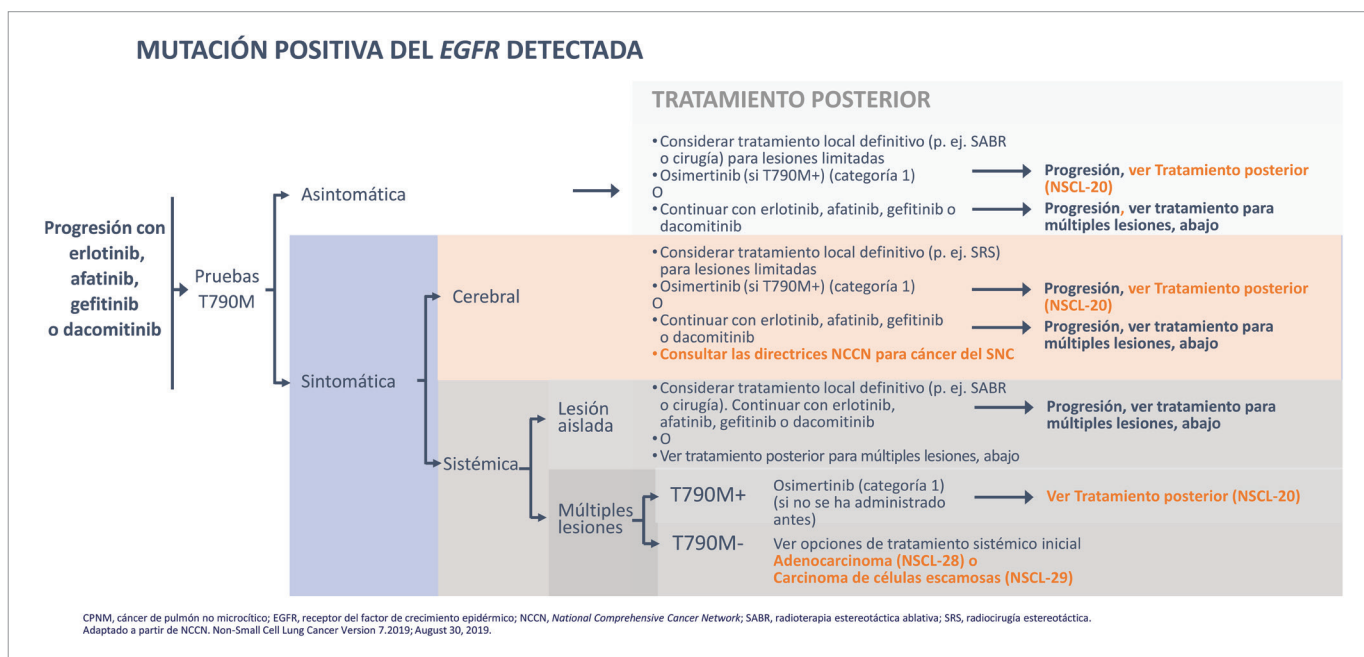 MUTACIÓN POSITIVA DEL EGFR DETECTADA
TRATAMIENTO POSTERIOR
Progresión con
erlotinib,
afatinib,
gefitinib
o dacomitinib
Pruebas
T790M
Asintomática
•Considerar tratamiento local definitivo (p. ej. SABR
o cirugía) para lesiones limitadas
•Osimertinib (si T790M+) (categoría 1)
O
•Continuar con erlotinib, afatinib, gefitinib o
dacomitinib
Progresión, ver Tratamiento posterior
(NSCL-20)
Progresión, ver tratamiento para
múltiples lesiones, abajo
Sintomática
Cerebral
•Considerar tratamiento local definitivo (p. ej. SRS)
para lesiones limitadas
•Osimertinib (si T790M+) (categoría 1)
O
•Continuar con erlotinib, afatinib, gefitinib
o dacomitinib
•Consultar las directrices NCCN para cáncer del SNC
Progresión, ver Tratamiento posterior
(NSCL-20)
Progresión, ver tratamiento para
múltiples lesiones, abajo
Sistémica
Lesión
aislada
•Considerar tratamiento local definitivo (p. ej. SABR
o cirugía). Continuar con erlotinib,
afatinib, gefitinib o dacomitinib
•O
•Ver tratamiento posterior para múltiples lesiones, abajo
Progresión, ver tratamiento para
múltiples lesiones, abajo
Múltiples
lesiones
T790M+
Osimertinib (categoría 1)
(si no se ha administrado
antes)
Ver Tratamiento posterior (NSCL-20)
T790M-
Ver opciones de tratamiento sistémico inicial
Adenocarcinoma (NSCL-28) o
Carcinoma de células escamosas (NSCL-29)
CPNM, cáncer de pulmón no microcítico; EGFR, receptor del factor de crecimiento epidérmico; NCCN, National Comprehensive Cancer Network; SABR, radioterapia estereotáctica ablativa; SRS, radiocirugía estereotáctica.
Adaptado a partir de NCCN. Non-Small Cell Lung Cancer Version 7.2019; August 30, 2019.